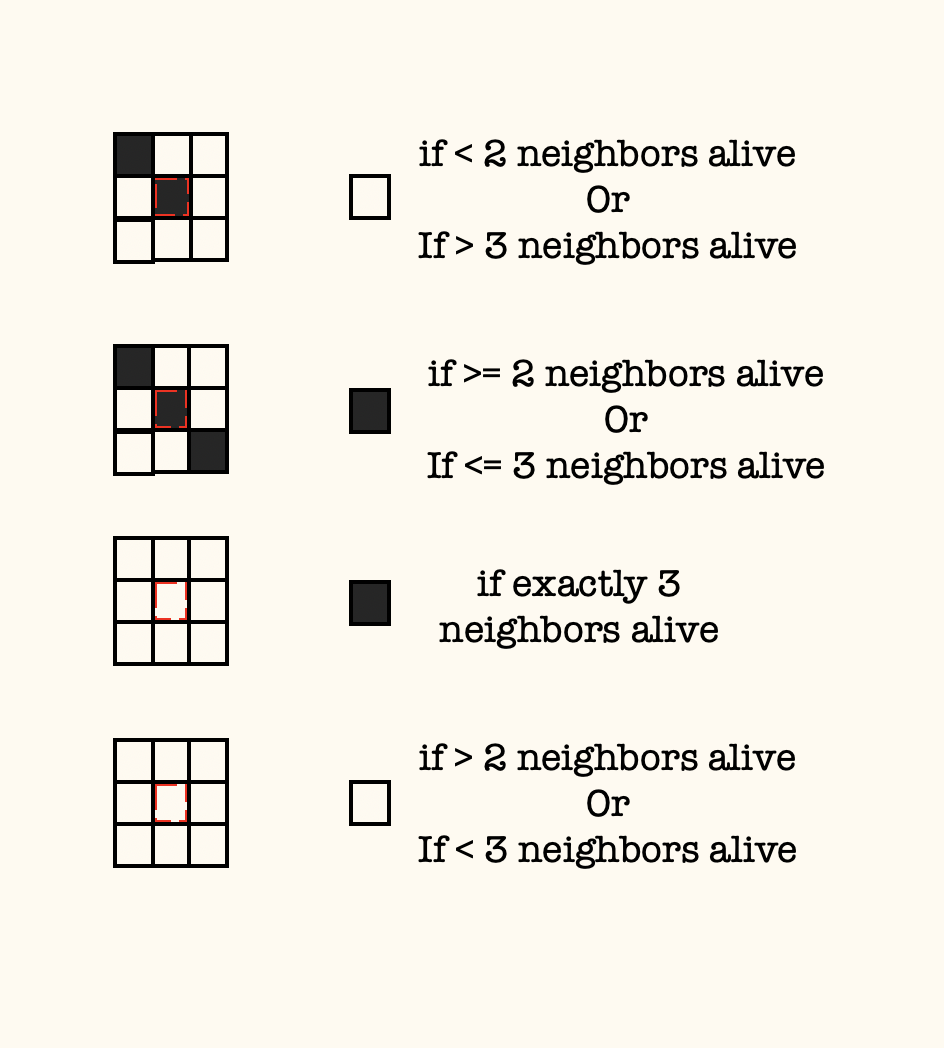 if < 2 neighbors alive
Or
If > 3 neighbors alive
if >= 2 neighbors alive
Or
If <= 3 neighbors alive
if exactly 3
neighbors alive
if > 2 neighbors alive
Or
If < 3 neighbors alive